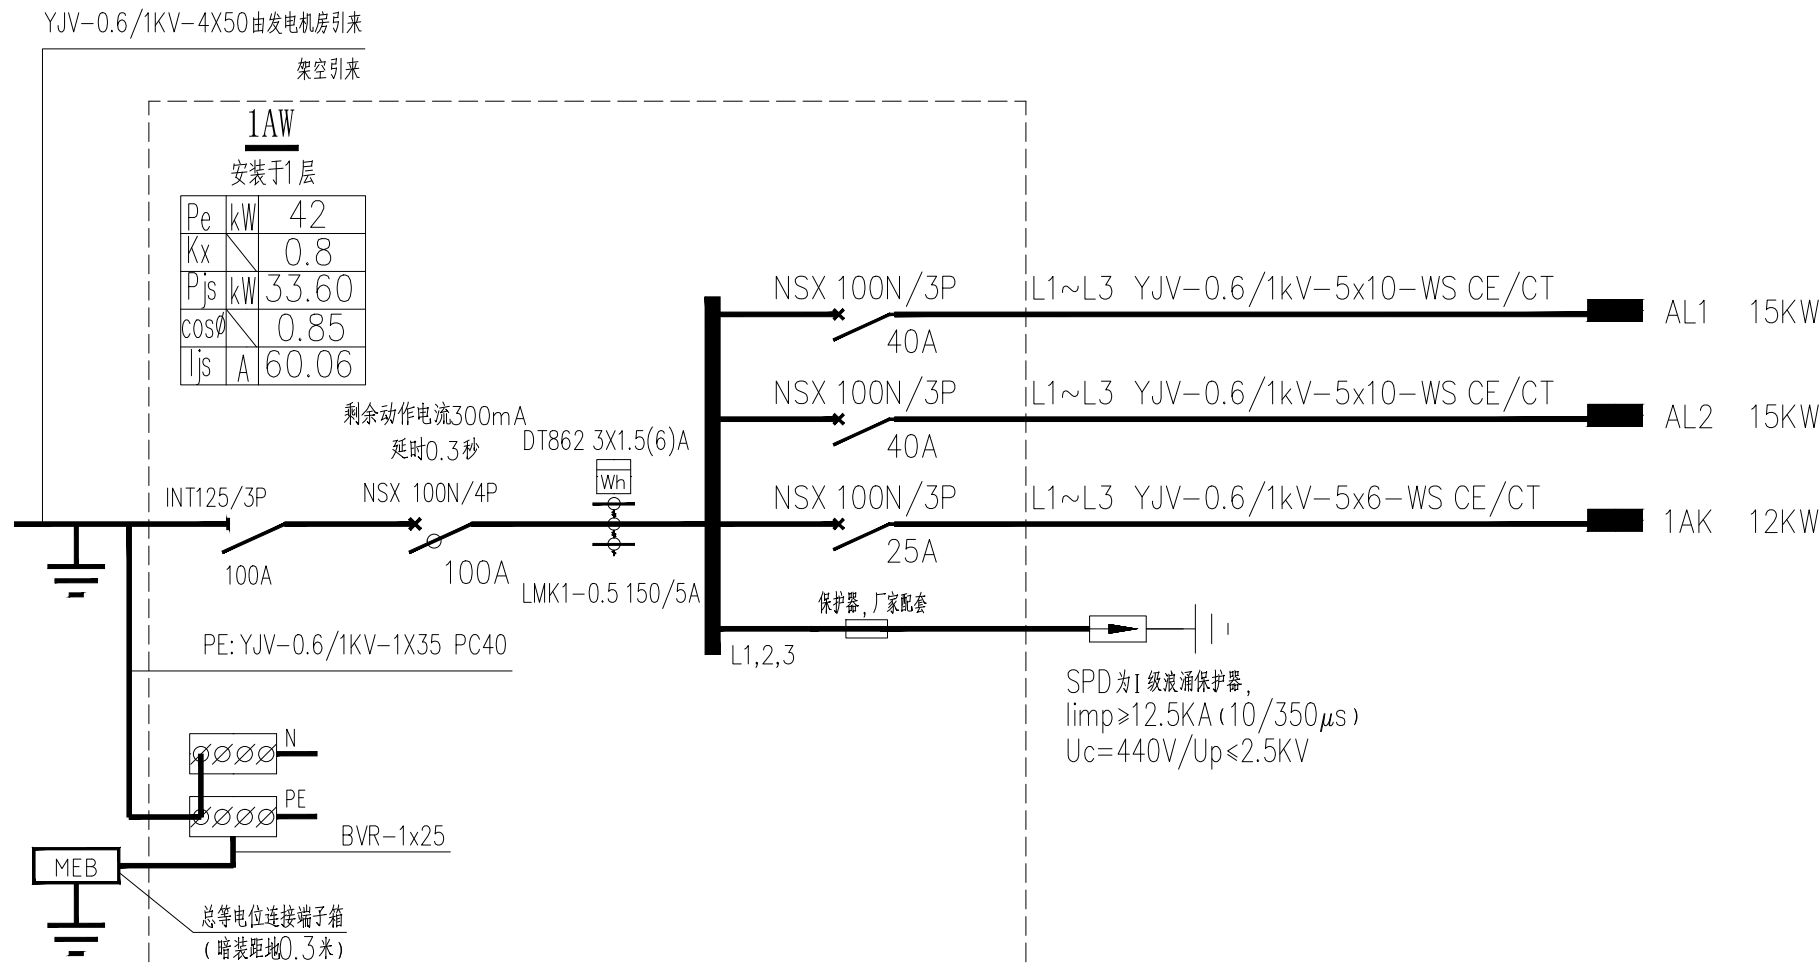 YJV-0.6/1KV-4X50由发电机房引来
架空引来
1AW
安装于1层
Pe kW 42
Kx 0.8
Pjs kW 33.60
cosø 0.85
Ijs A 60.06
剩余动作电流300mA
延时0.3秒
DT862 3X1.5(6)A
Wh
INT125/3P
NSX 100N/4P
100A
100A
LMK1-0.5 150/5A
NSX 100N/3P L1~L3 YJV-0.6/1kV-5x10-WS CE/CT
40A
AL1 15KW
NSX 100N/3P L1~L3 YJV-0.6/1kV-5x10-WS CE/CT
40A
AL2 15KW
NSX 100N/3P L1~L3 YJV-0.6/1kV-5x6-WS CE/CT
25A
1AK 12KW
保护器,厂家配套
L1,2,3
SPD为I级浪涌保护器,
Iimp≥12.5KA(10/350μs)
Uc=440V/Up≤2.5KV
PE:YJV-0.6/1KV-1X35 PC40
N
PE
BVR-1x25
MEB
总等电位连接端子箱
(暗装距地0.3米)